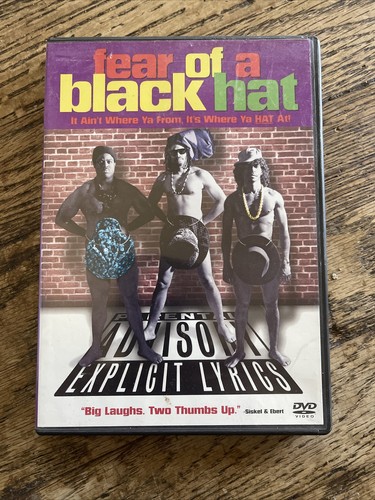 fear of a
black hat
It Ain't Where Ya From, It's Where Ya HAT At!
PARENTAL
ADVISORY
EXPLICIT LYRICS
"Big Laughs. Two Thumbs Up." -Siskel & Ebert
DVD
VIDEO